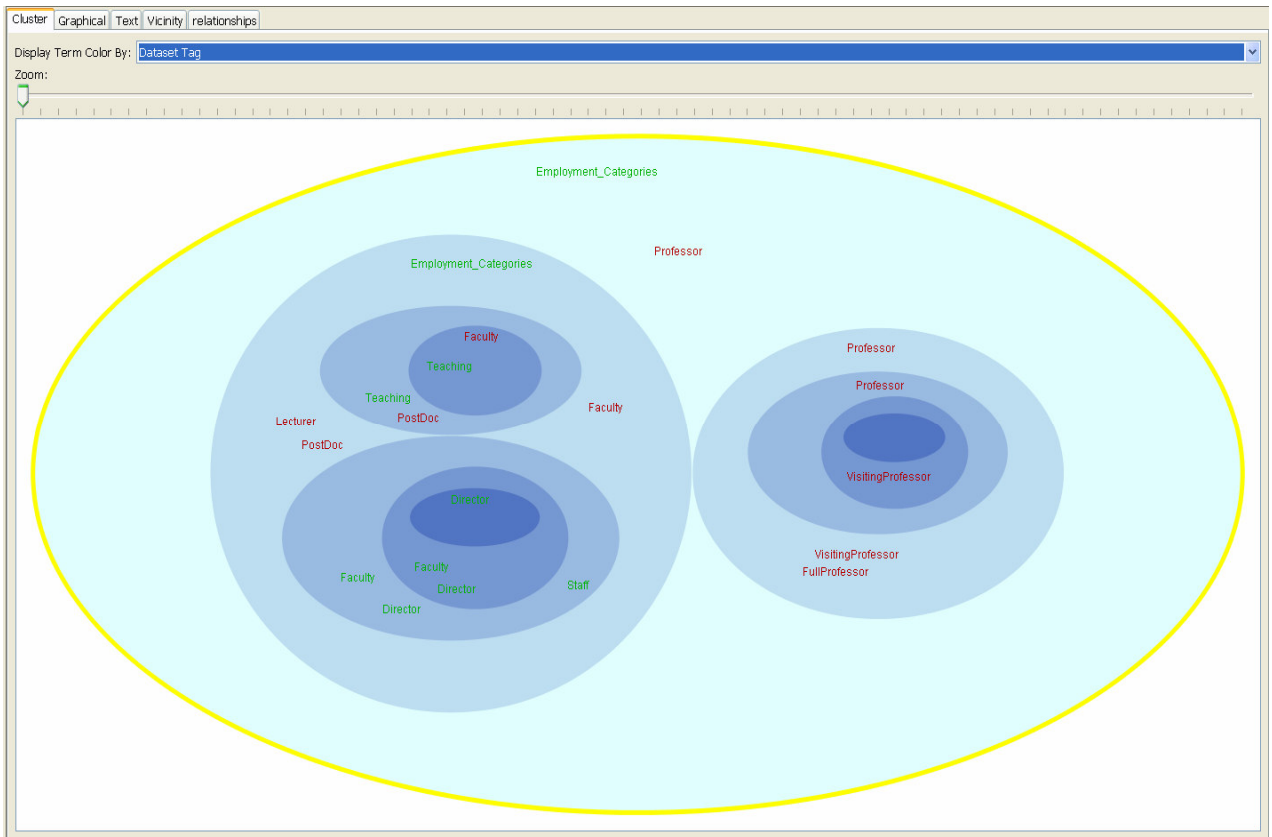 Cluster Graphical Text Vicinity relationships
Display Term Color By: Dataset Tag
Zoom:
Employment_Categories
Professor
Employment_Categories
Faculty
Teaching
Teaching
PostDoc
Faculty
Lecturer
PostDoc
Director
Faculty
Faculty
Director
Staff
Director
Professor
Professor
VisitingProfessor
VisitingProfessor
FullProfessor